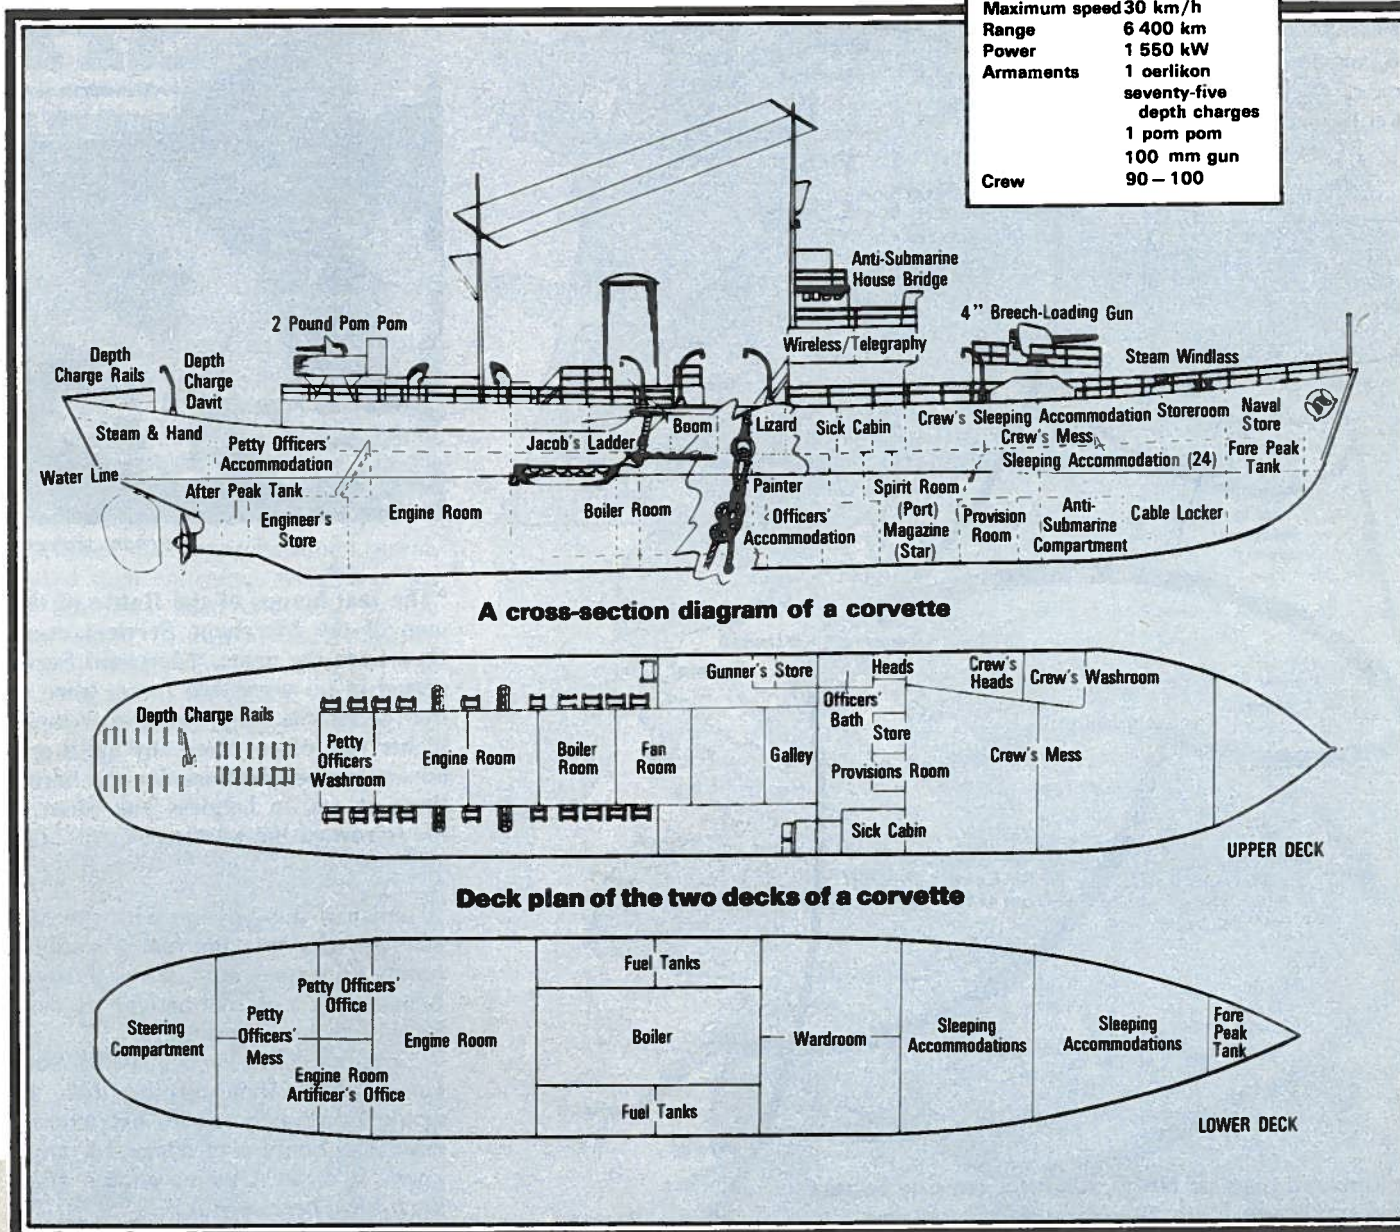 Maximum speed 30 km/h
Range 6 400 km
Power 1 550 kW
Armaments 1 oerlikon
seventy-five
depth charges
1 pom pom
100 mm gun
Crew 90 – 100
Anti-Submarine
House Bridge
2 Pound Pom Pom
4" Breech-Loading Gun
Wireless/Telegraphy
Steam Windlass
Depth
Charge Rails
Depth
Charge
Davit
Steam & Hand
Petty Officers'
Accommodation
Jacob's Ladder
Boom
Lizard
Sick Cabin
Crew's Sleeping Accommodation
Storeroom
Naval
Store
Crew's Mess
Sleeping Accommodation (24)
Fore Peak
Tank
Water Line
After Peak Tank
Engineer's
Store
Engine Room
Boiler Room
Painter
Officers'
Accommodation
Spirit Room
(Port)
Magazine
(Star)
Provision
Room
Anti-
Submarine
Compartment
Cable Locker
A cross-section diagram of a corvette
Gunner's Store
Heads
Crew's
Heads
Crew's Washroom
Officers'
Bath
Depth Charge Rails
Petty
Officers'
Washroom
Engine Room
Boiler
Room
Fan
Room
Galley
Store
Provisions Room
Crew's Mess
Sick Cabin
UPPER DECK
Deck plan of the two decks of a corvette
Fuel Tanks
Petty Officers'
Office
Steering
Compartment
Petty
Officers'
Mess
Engine Room
Artificer's Office
Engine Room
Boiler
Wardroom
Sleeping
Accommodations
Sleeping
Accommodations
Fore
Peak
Tank
Fuel Tanks
LOWER DECK